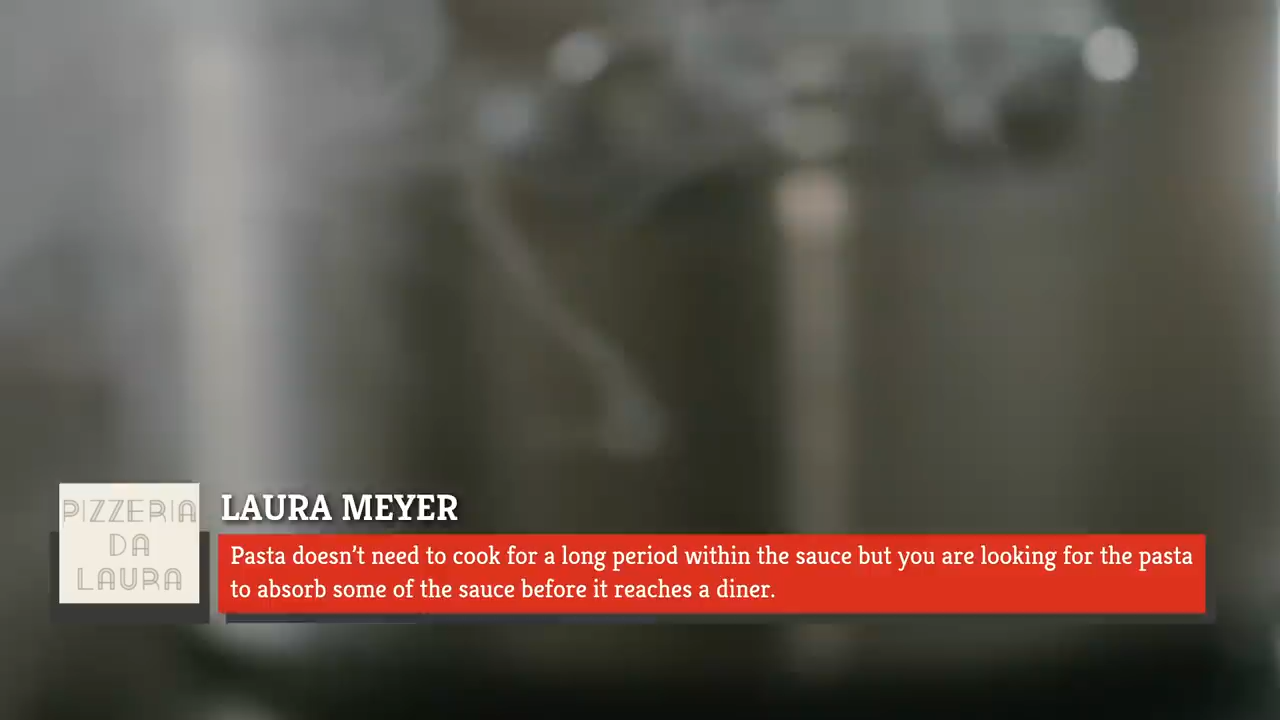 PIZZERIA
DA
LAURA
LAURA MEYER
Pasta doesn’t need to cook for a long period within the sauce but you are looking for the pasta
to absorb some of the sauce before it reaches a diner.